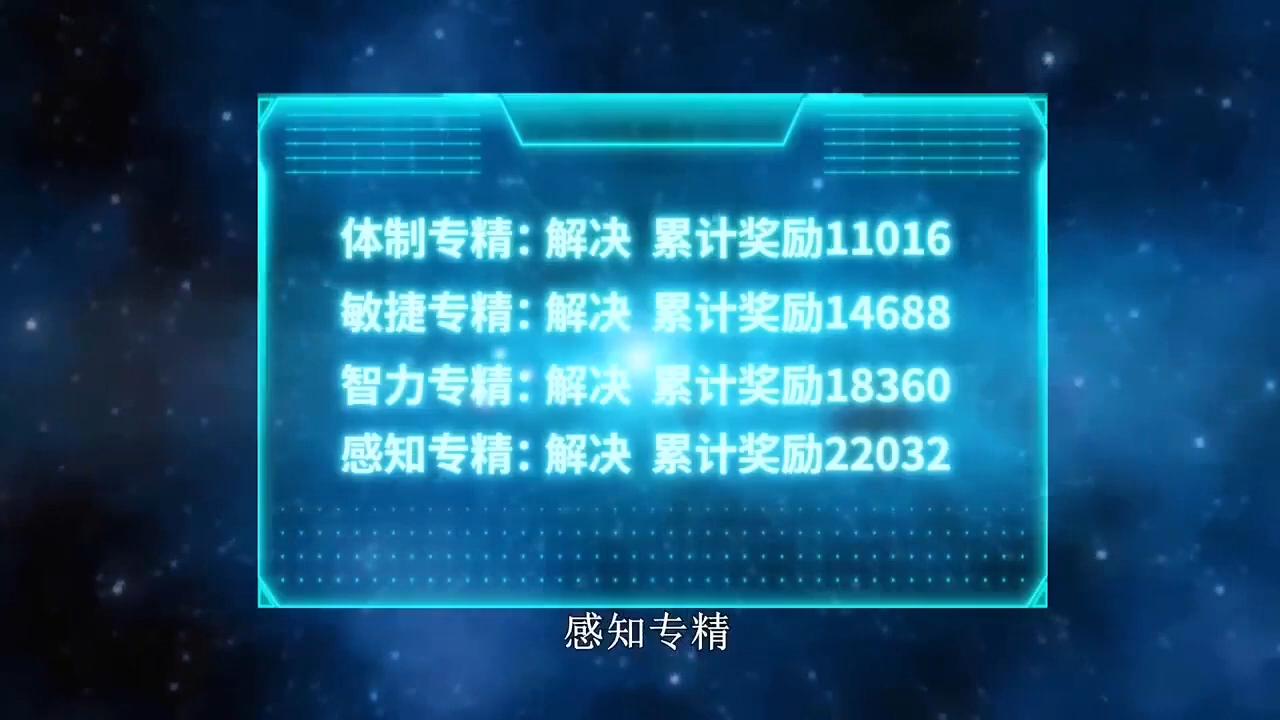 体制专精：解决 累计奖励11016
敏捷专精：解决 累计奖励14688
智力专精：解决 累计奖励18360
感知专精：解决 累计奖励22032
感知专精